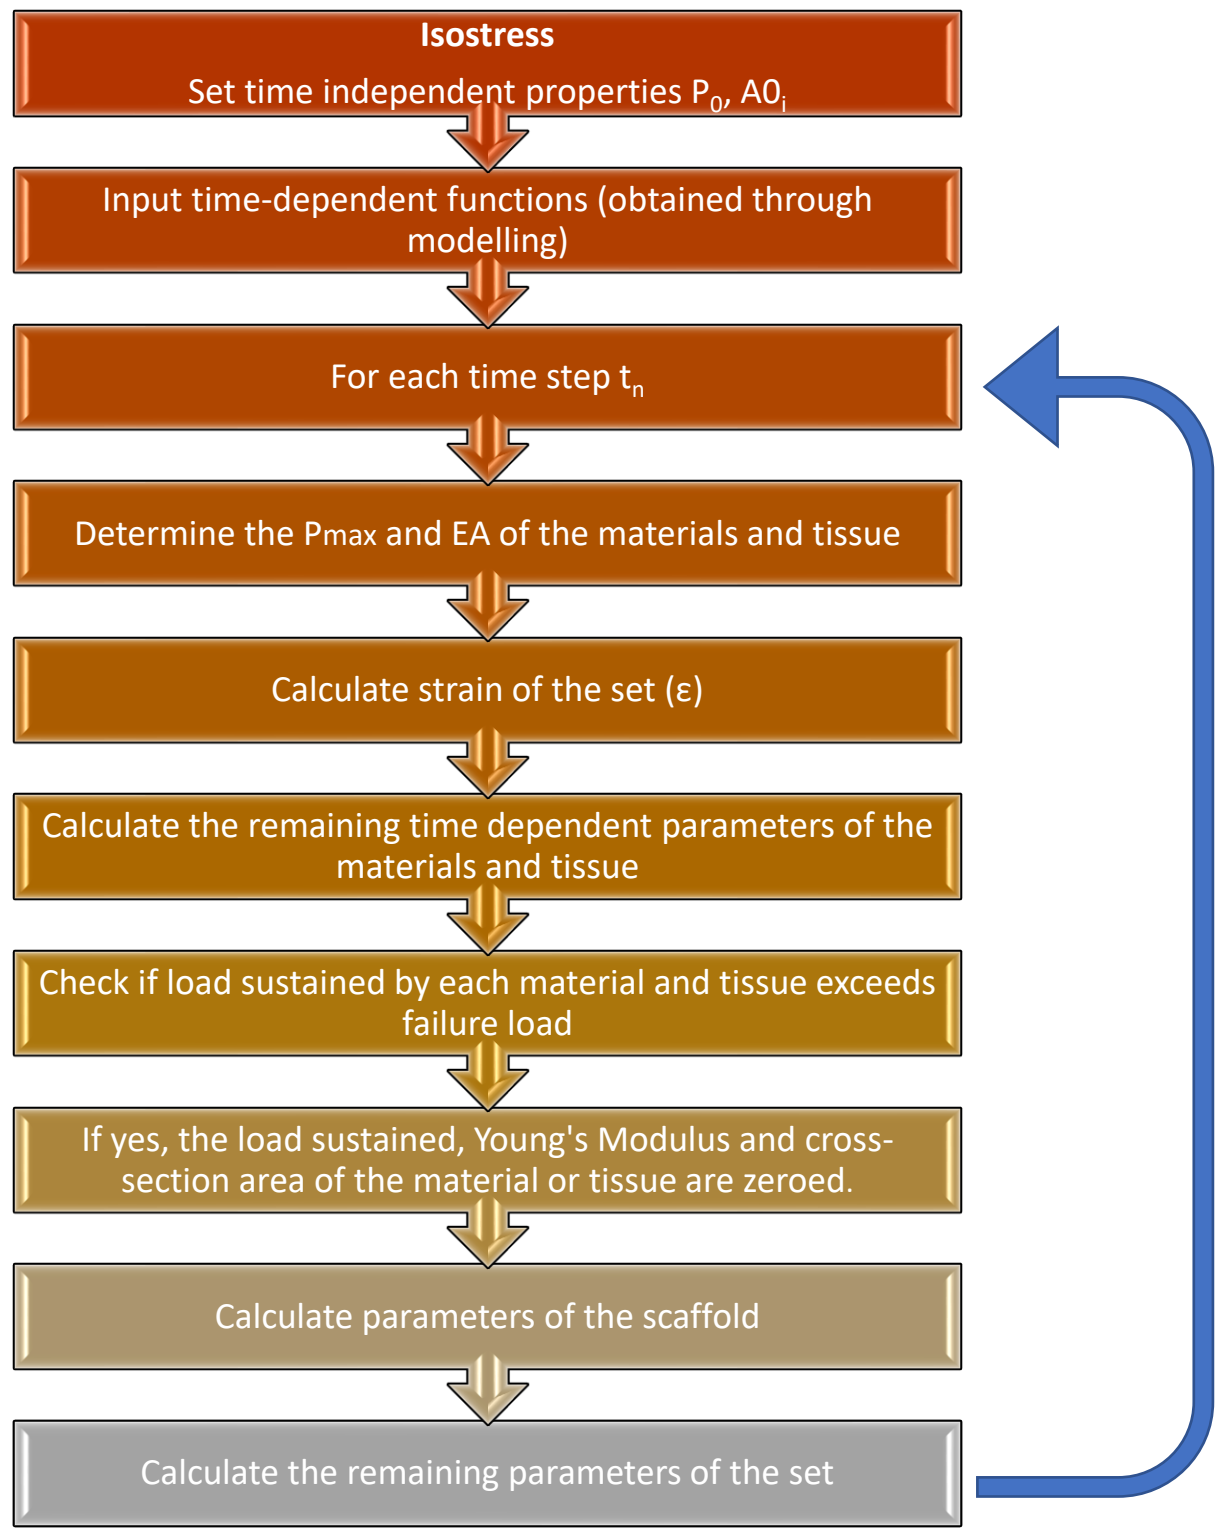 Isostress
Set time independent properties P₀, A0ᵢ
Input time-dependent functions (obtained through
modelling)
For each time step tₙ
Determine the Pmax and EA of the materials and tissue
Calculate strain of the set (ε)
Calculate the remaining time dependent parameters of the
materials and tissue
Check if load sustained by each material and tissue exceeds
failure load
If yes, the load sustained, Young's Modulus and cross-
section area of the material or tissue are zeroed.
Calculate parameters of the scaffold
Calculate the remaining parameters of the set